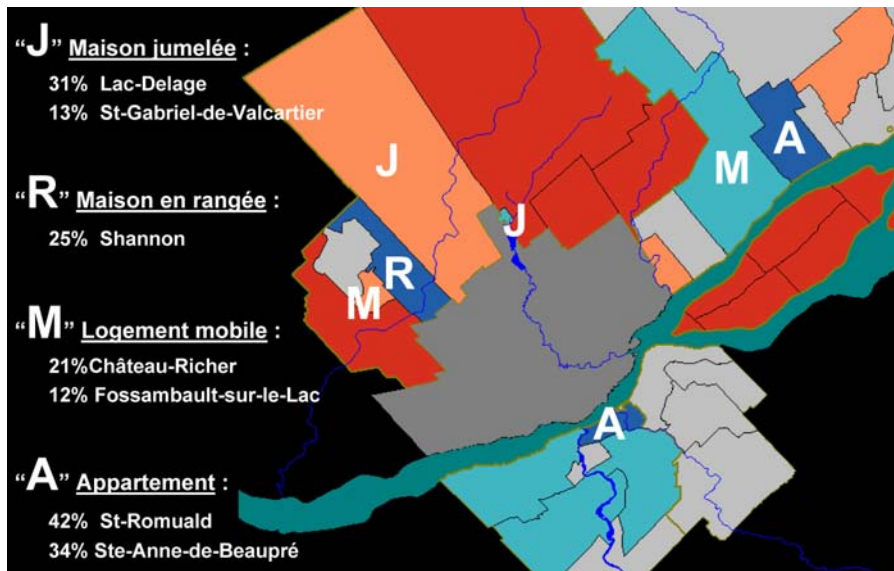 “J” Maison jumelée :
31% Lac-Delage
13% St-Gabriel-de-Valcartier
“R” Maison en rangée :
25% Shannon
“M” Logement mobile :
21%Château-Richer
12% Fossambault-sur-le-Lac
“A” Appartement :
42% St-Romuald
34% Ste-Anne-de-Beaupré
A
M
J
J
R
M
A